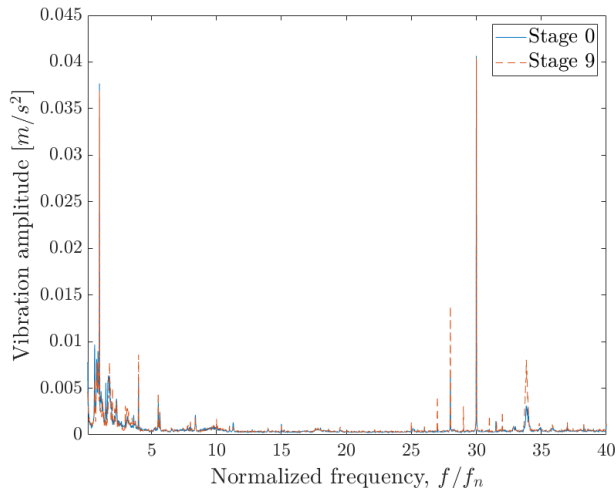 0.045
0.04
0.035
0.03
0.025
0.02
0.015
0.01
0.005
0
5 10 15 20 25 30 35 40
Vibration amplitude [m/s²]
Normalized frequency, f/fₙ
Stage 0
Stage 9